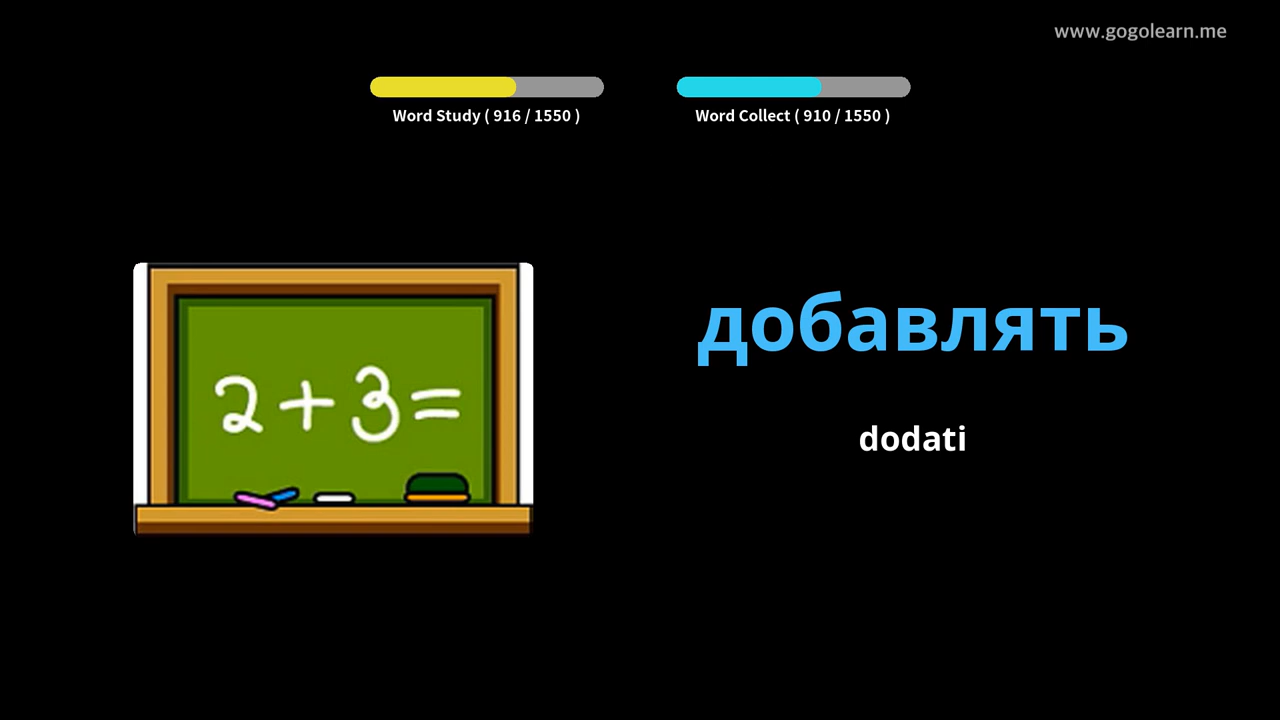 www.gogolearn.me
Word Study ( 916 / 1550 )
Word Collect ( 910 / 1550 )
2+3=
добавлять
dodati